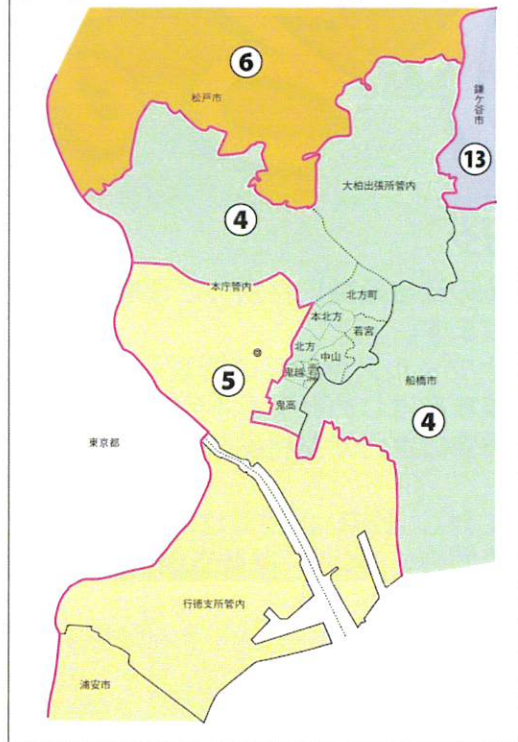 6
松戸市
鎌ケ谷市
13
大柏出張所管内
4
本庁管内
北方町
本北方
若宮
北方
中山
鬼越
鬼高
5
船橋市
4
東京都
行徳支所管内
浦安市